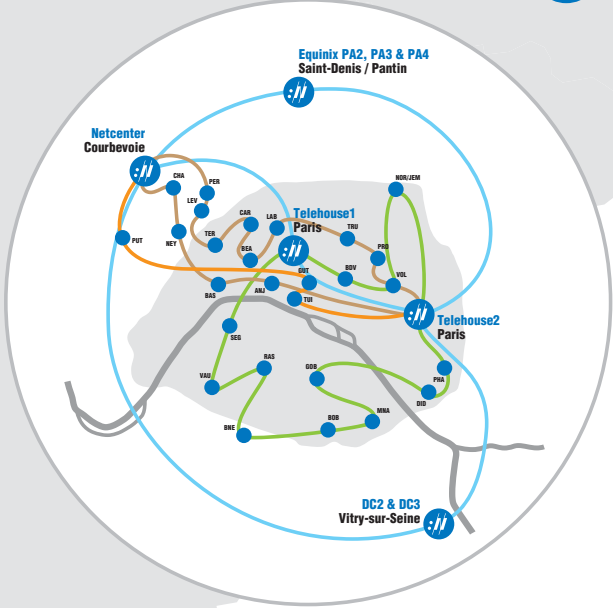 Equinix PA2, PA3 & PA4
Saint-Denis / Pantin
Netcenter
Courbevoie
CHA
PER
LEV
NOR/JEM
CAR
LAB
Telehouse1
Paris
TRU
PUT
NEY
TER
BEA
PRO
GUT
BDV
VOL
BAS
ANJ
TUI
Telehouse2
Paris
SEG
RAS
GOB
VAU
PHA
DID
MNA
BNE
BOB
DC2 & DC3
Vitry-sur-Seine